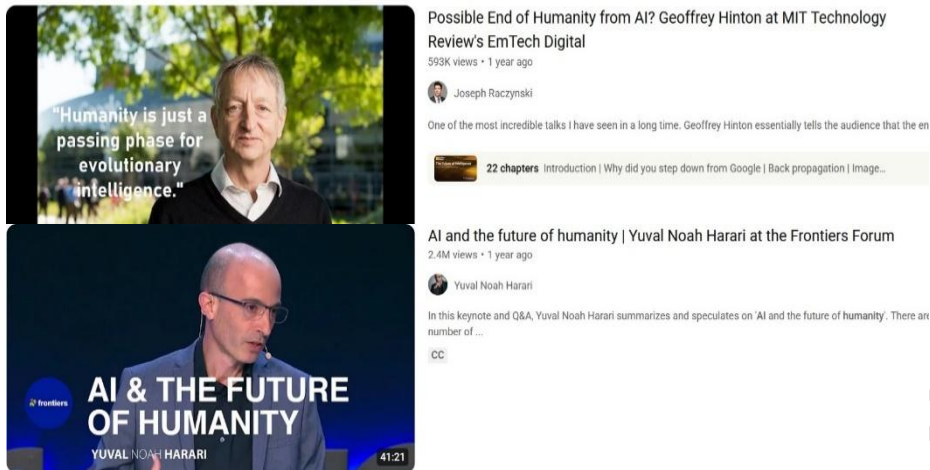 "Humanity is just a
passing phase for
evolutionary
intelligence."
Possible End of Humanity from AI? Geoffrey Hinton at MIT Technology
Review's EmTech Digital
593K views • 1 year ago
Joseph Raczynski
One of the most incredible talks I have seen in a long time. Geoffrey Hinton essentially tells the audience that the en
22 chapters Introduction | Why did you step down from Google | Back propagation | Image...
frontiers
AI & THE FUTURE
OF HUMANITY
YUVAL NOAH HARARI
41:21
AI and the future of humanity | Yuval Noah Harari at the Frontiers Forum
2.4M views • 1 year ago
Yuval Noah Harari
In this keynote and Q&A, Yuval Noah Harari summarizes and speculates on 'AI and the future of humanity'. There are
number of ...
CC